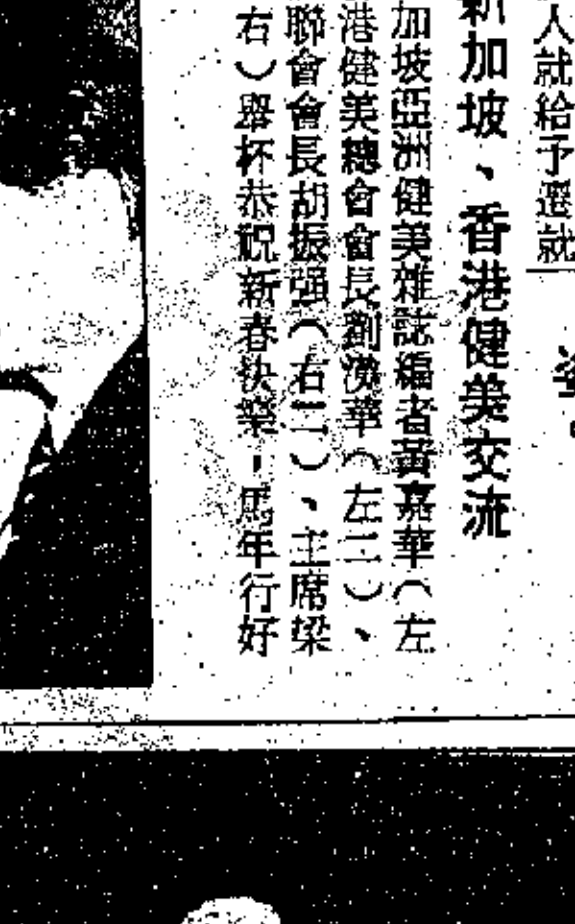 人就給予選就
新加坡、香港健美交流
加坡亞洲健美雜誌編者黃嘉華（左
港健美總會會長劉湧華（左二）、
聯會會長胡振强（右二）、主席梁
右）舉杯恭祝新春快樂，馬年行好